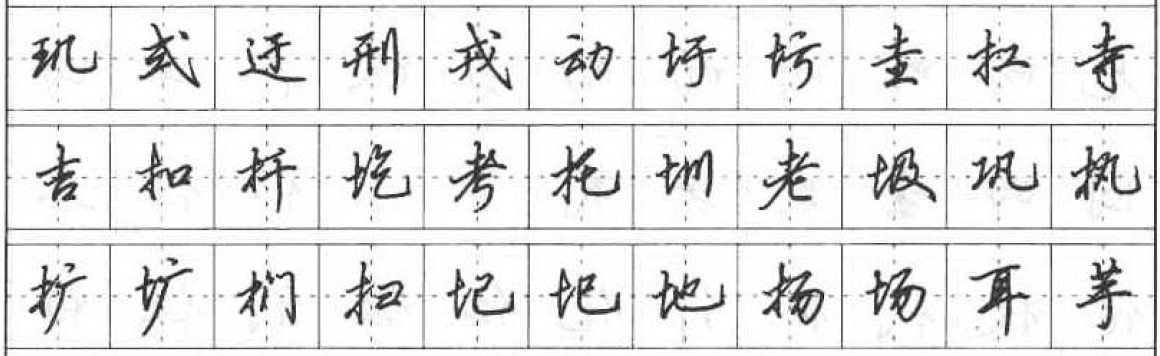 玑式迂刑戎动圩圬圭扛寺
吉扣扦圪考托圳老圾巩执
扩圹扪扫圮圯地扬场耳芋